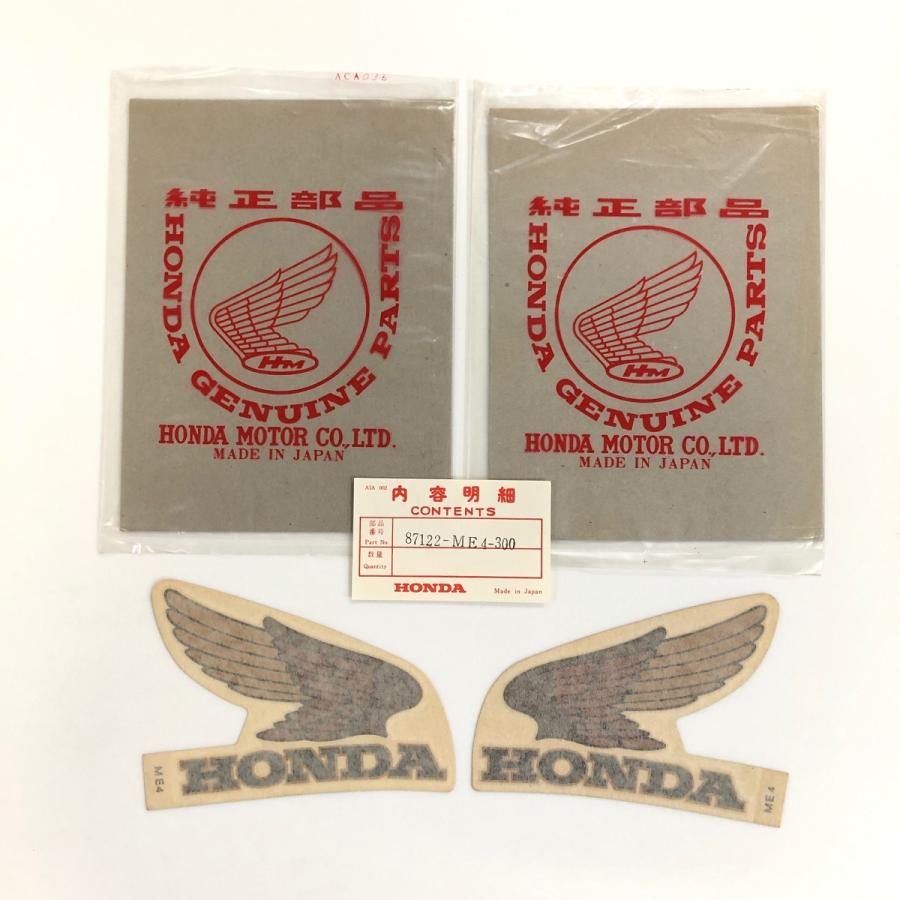 ACA036
純正部品
HONDA GENUINE PARTS
HM
HONDA MOTOR CO.,LTD.
MADE IN JAPAN
純正部品
HONDA GENUINE PARTS
HM
HONDA MOTOR CO.,LTD.
MADE IN JAPAN
内容明細
CONTENTS
部品
番号
Part No.
87122-ME4-300
数量
Quantity
HONDA
Made in Japan
ME4
HONDA
HONDA
ME4